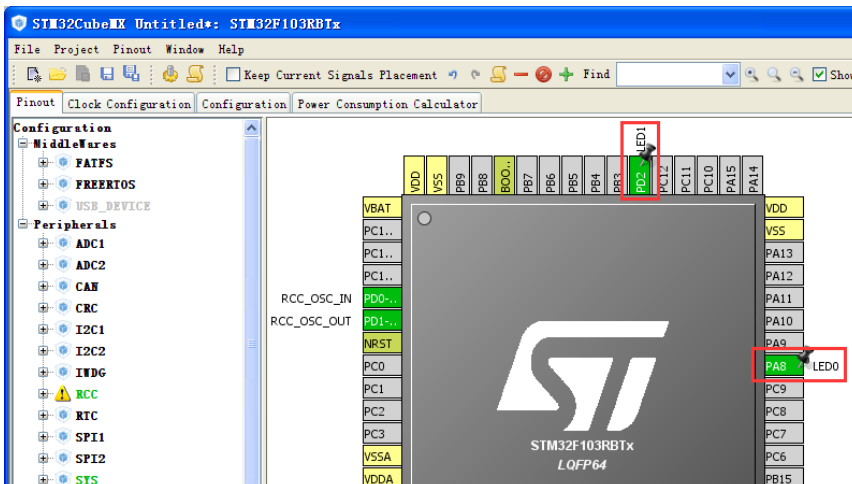 STM32CubeMX Untitled*: STM32F103RBTx
File Project Pinout Window Help
Keep Current Signals Placement Find Show
Pinout Clock Configuration Configuration Power Consumption Calculator
Configuration
MiddleWares
FATFS
FREERTOS
USB_DEVICE
Peripherals
ADC1
ADC2
CAN
CRC
I2C1
I2C2
IWDG
RCC
RTC
SPI1
SPI2
SYS
LED1
VDD VSS PB9 PB8 BOO.. PB7 PB6 PB5 PB4 PB3 PD2 PC12 PC11 PC10 PA15 PA14
VBAT
PC1..
PC1..
PC1..
RCC_OSC_IN PD0-..
RCC_OSC_OUT PD1-..
NRST
PC0
PC1
PC2
PC3
VSSA
VDDA
VDD
VSS
PA13
PA12
PA11
PA10
PA9
PA8 LED0
PC9
PC8
PC7
PC6
PB15
ST
STM32F103RBTx
LQFP64